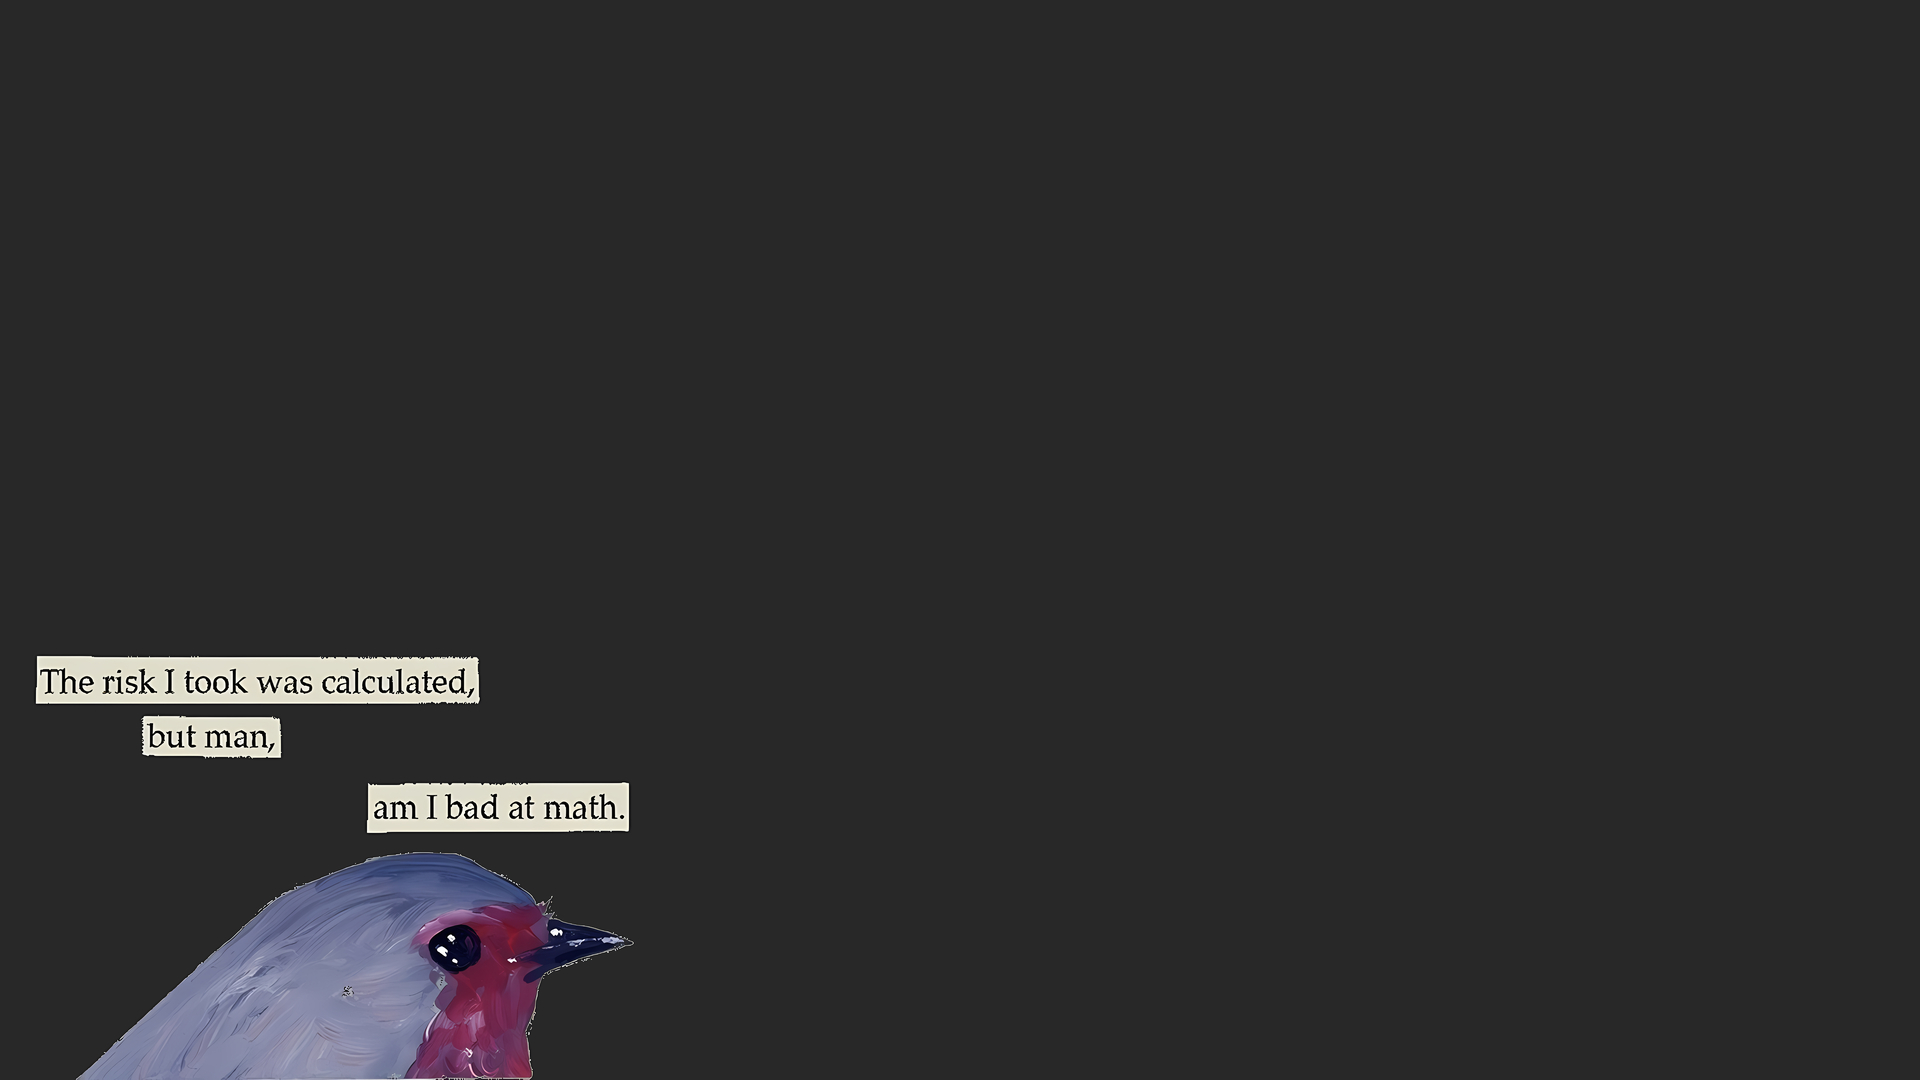 The risk I took was calculated,
but man,
am I bad at math.